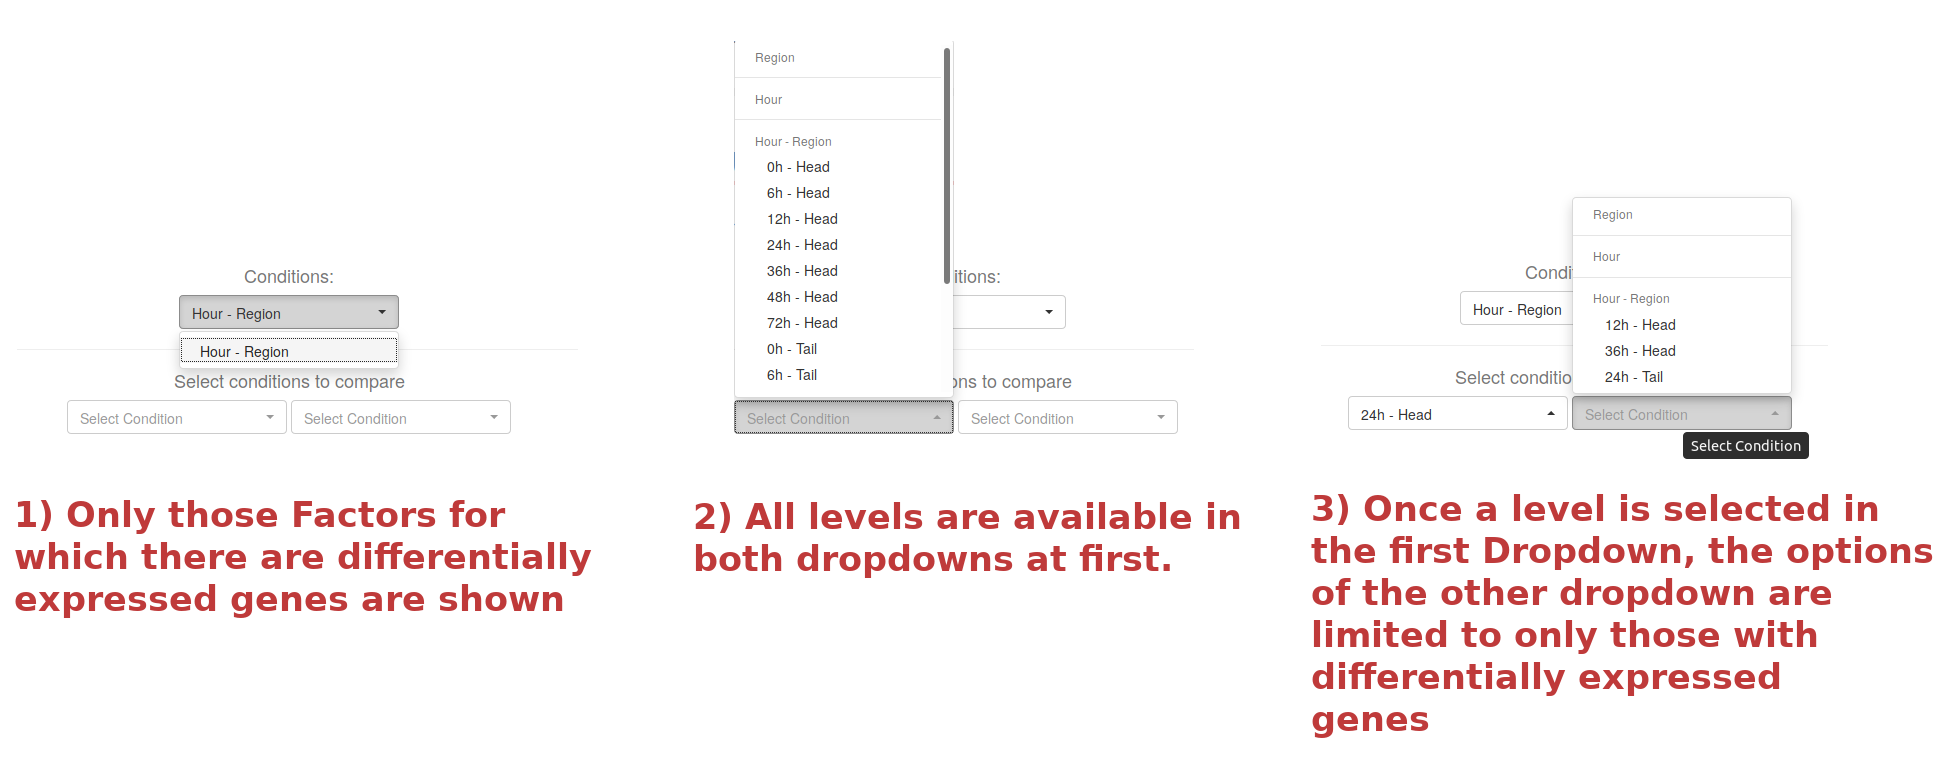 Conditions:
Hour - Region
Hour - Region
Select conditions to compare
Select Condition
Select Condition
1) Only those Factors for
which there are differentially
expressed genes are shown
Region
Hour
Hour - Region
0h - Head
6h - Head
12h - Head
24h - Head
36h - Head
48h - Head
72h - Head
0h - Tail
6h - Tail
itions:
ons to compare
Select Condition
Select Condition
2) All levels are available in
both dropdowns at first.
Condi
Hour - Region
Region
Hour
Hour - Region
12h - Head
36h - Head
24h - Tail
Select conditio
24h - Head
Select Condition
Select Condition
3) Once a level is selected in
the first Dropdown, the options
of the other dropdown are
limited to only those with
differentially expressed
genes